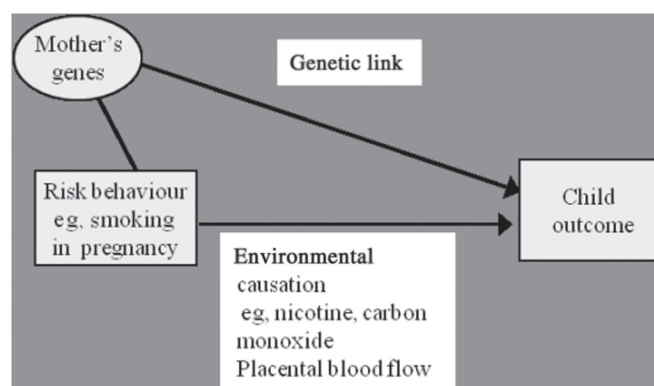 Mother's
genes
Genetic link
Risk behaviour
eg, smoking
in pregnancy
Child
outcome
Environmental
causation
eg, nicotine, carbon
monoxide
Placental blood flow